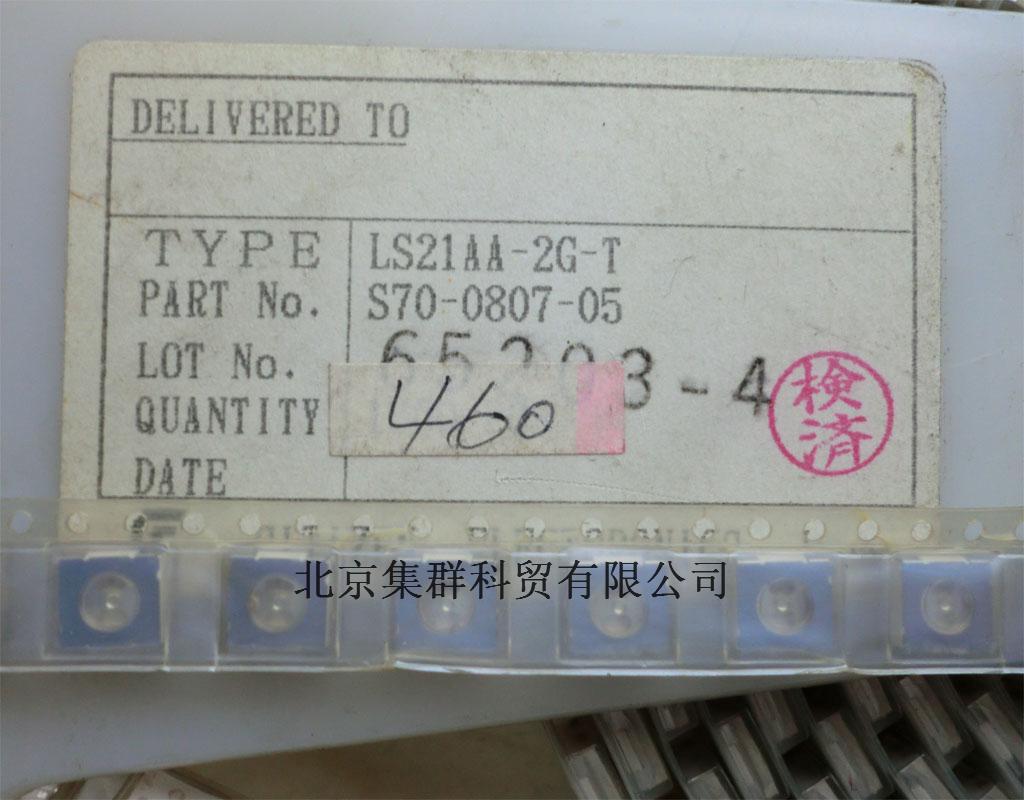 DELIVERED TO
TYPE LS21AA-2G-T
PART No. S70-0807-05
LOT No. 65203-4
QUANTITY 460
DATE
検済
北京集群科贸有限公司